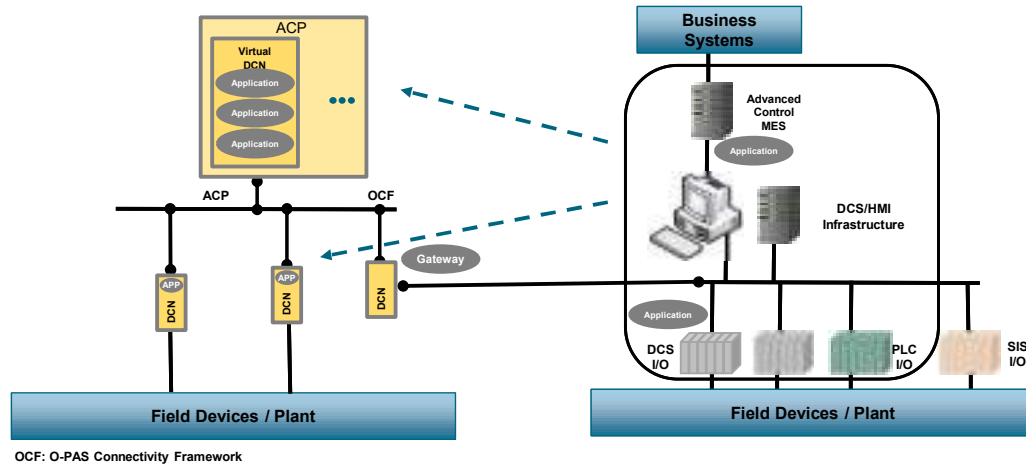 ACP
Virtual
DCN
Application
Application
Application
ACP
OCF
APP
DCN
APP
DCN
DCN
Gateway
Field Devices / Plant
OCF: O-PAS Connectivity Framework
Business
Systems
Advanced
Control
MES
Application
DCS/HMI
Infrastructure
Application
DCS
I/O
PLC
I/O
SIS
I/O
Field Devices / Plant